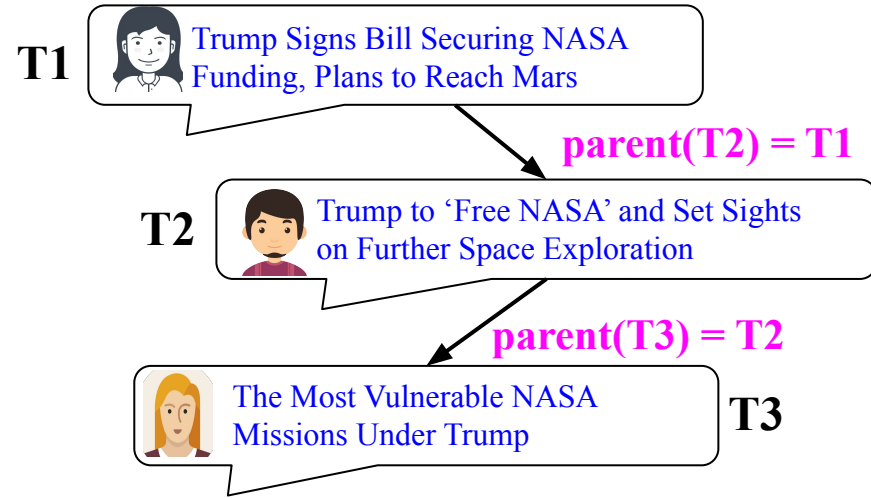 T1
Trump Signs Bill Securing NASA
Funding, Plans to Reach Mars
parent(T2) = T1
T2
Trump to ‘Free NASA’ and Set Sights
on Further Space Exploration
parent(T3) = T2
The Most Vulnerable NASA
Missions Under Trump
T3